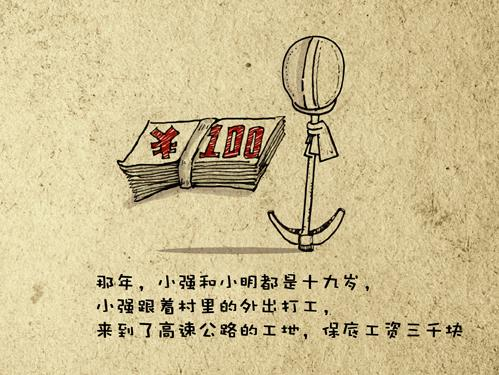 ¥100
那年，小强和小明都是十九岁，
小强跟着村里的外出打工，
来到了高速公路的工地，保底工资三千块